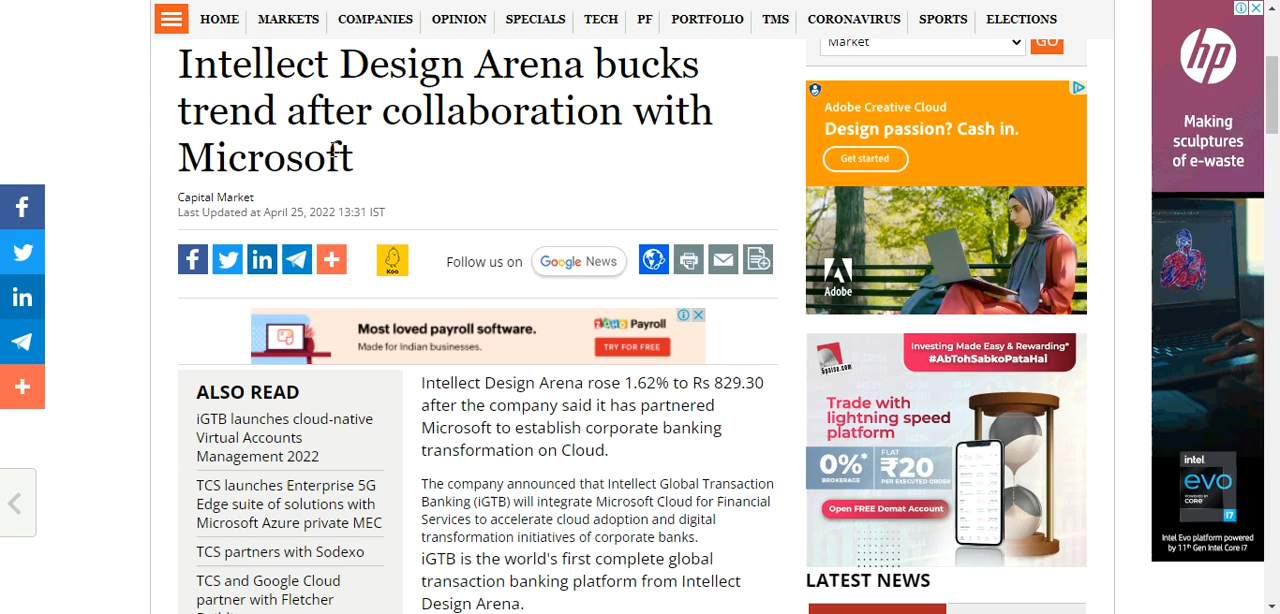 HOME MARKETS COMPANIES OPINION SPECIALS TECH PF PORTFOLIO TMS CORONAVIRUS SPORTS ELECTIONS
Intellect Design Arena bucks
trend after collaboration with
Microsoft
Capital Market
Last Updated at April 25, 2022 13:31 IST
Koo
Follow us on
Google News
Most loved payroll software.
Made for Indian businesses.
ZOHO Payroll
TRY FOR FREE
ALSO READ
iGTB launches cloud-native
Virtual Accounts
Management 2022
TCS launches Enterprise 5G
Edge suite of solutions with
Microsoft Azure private MEC
TCS partners with Sodexo
TCS and Google Cloud
partner with Fletcher
Intellect Design Arena rose 1.62% to Rs 829.30
after the company said it has partnered
Microsoft to establish corporate banking
transformation on Cloud.
The company announced that Intellect Global Transaction
Banking (iGTB) will integrate Microsoft Cloud for Financial
Services to accelerate cloud adoption and digital
transformation initiatives of corporate banks.
iGTB is the world's first complete global
transaction banking platform from Intellect
Design Arena.
Market
GO
Adobe Creative Cloud
Design passion? Cash in.
Get started
Adobe
5paisa.com
Investing Made Easy & Rewarding*
#AbTohSabkoPataHai
Trade with
lightning speed
platform
0%*
BROKERAGE
FLAT
₹20
PER EXECUTED ORDER
Open FREE Demat Account
LATEST NEWS
hp
Making
sculptures
of e-waste
intel
evo
POWERED BY
CORE
i7
Intel Evo platform powered
by 11th Gen Intel Core i7